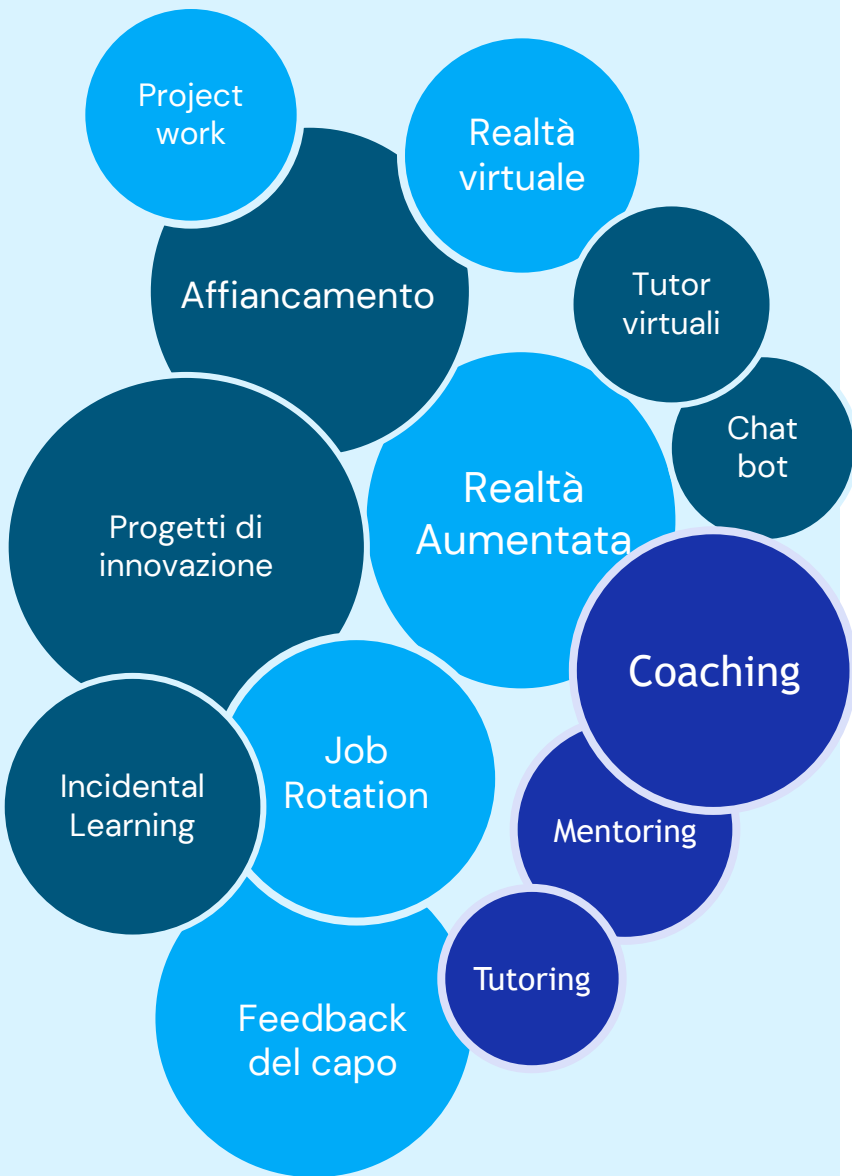 Project
work
Realtà
virtuale
Affiancamento
Tutor
virtuali
Chat
bot
Realtà
Aumentata
Progetti di
innovazione
Coaching
Job
Rotation
Incidental
Learning
Mentoring
Tutoring
Feedback
del capo